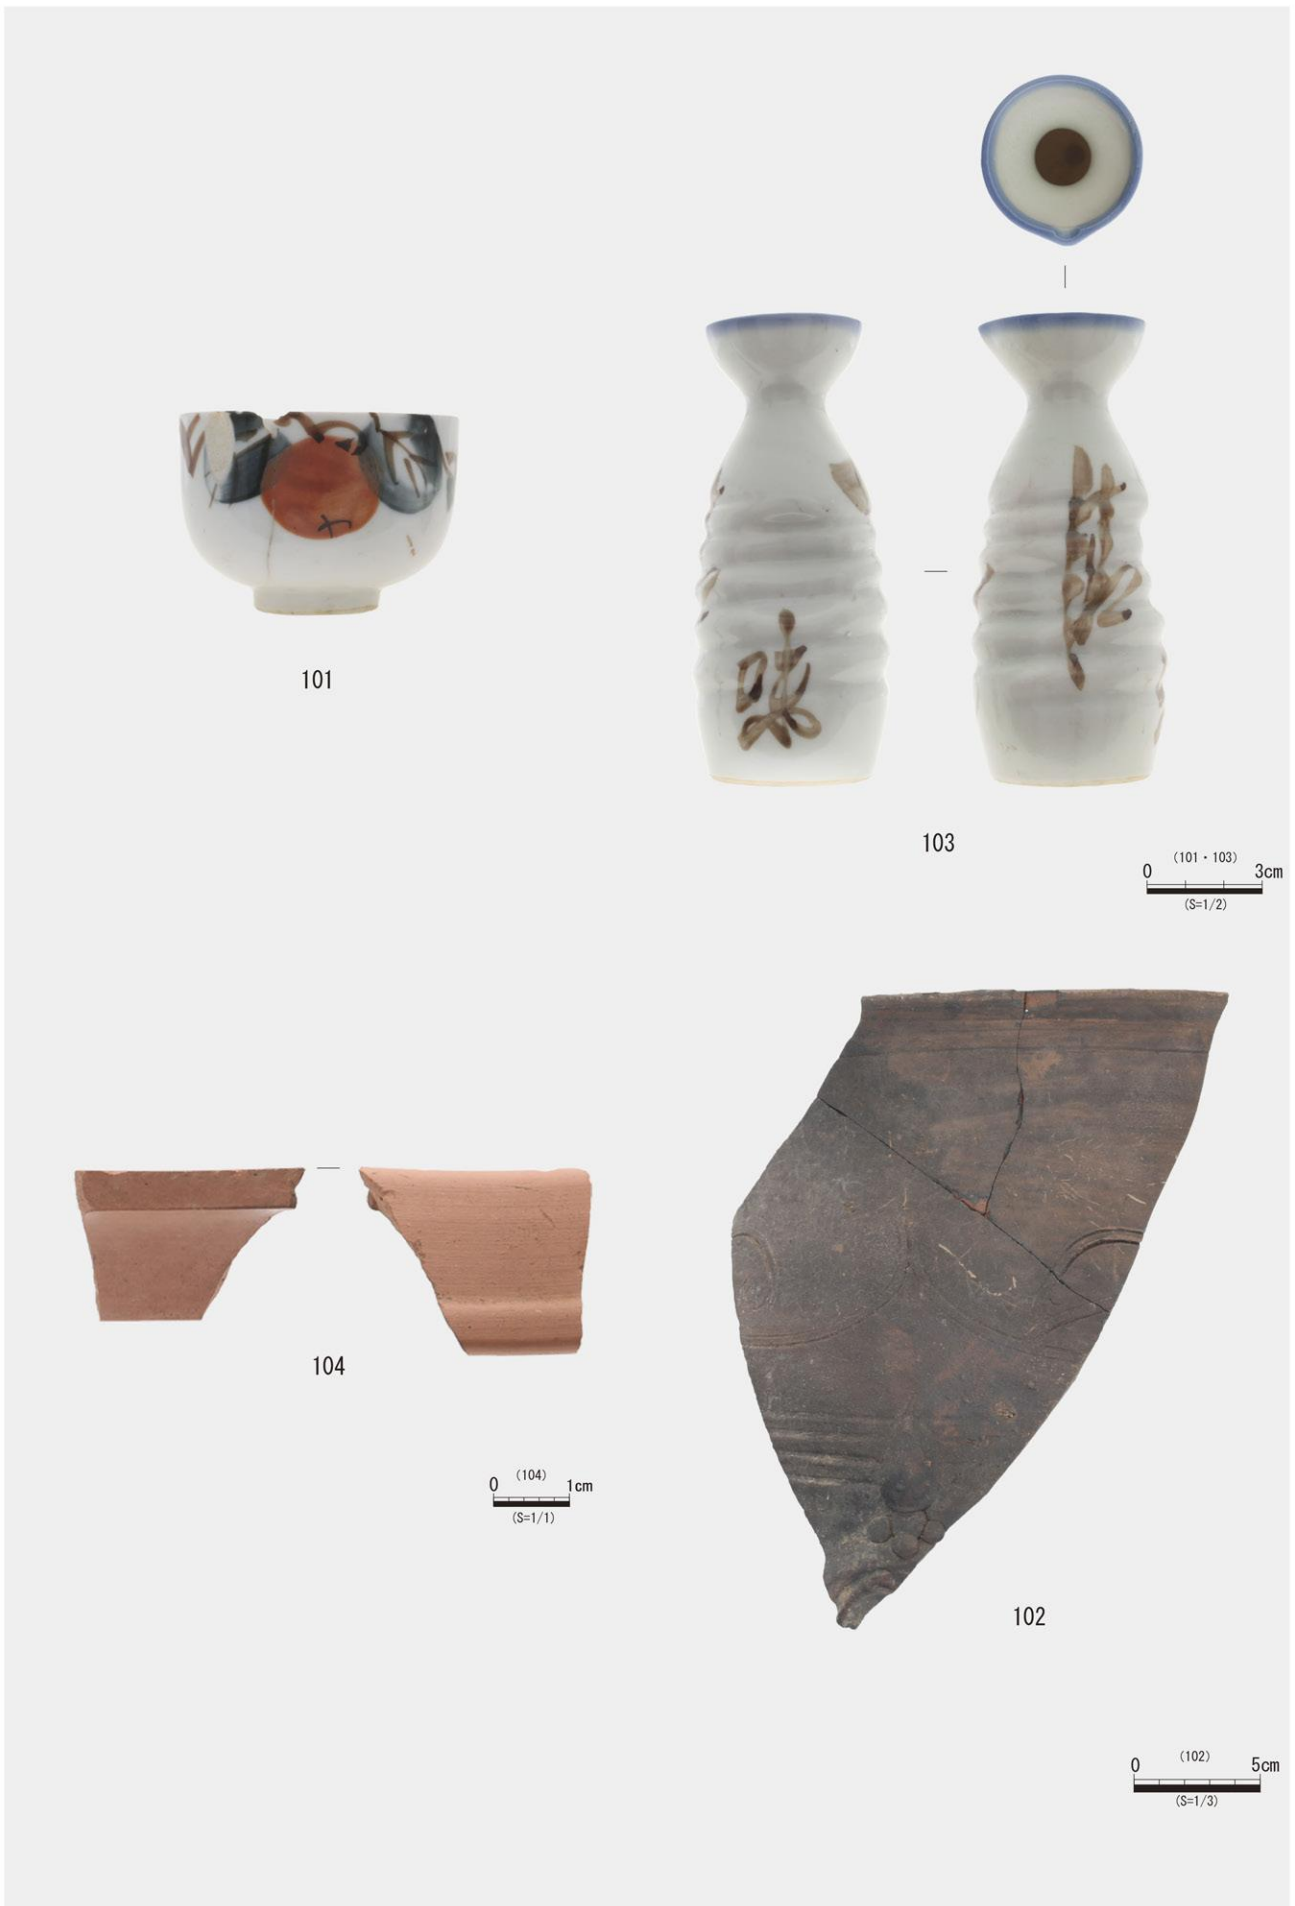 101
味
103
(101・103)
0 3cm
(S=1/2)
104
(104)
0 1cm
(S=1/1)
102
(102)
0 5cm
(S=1/3)